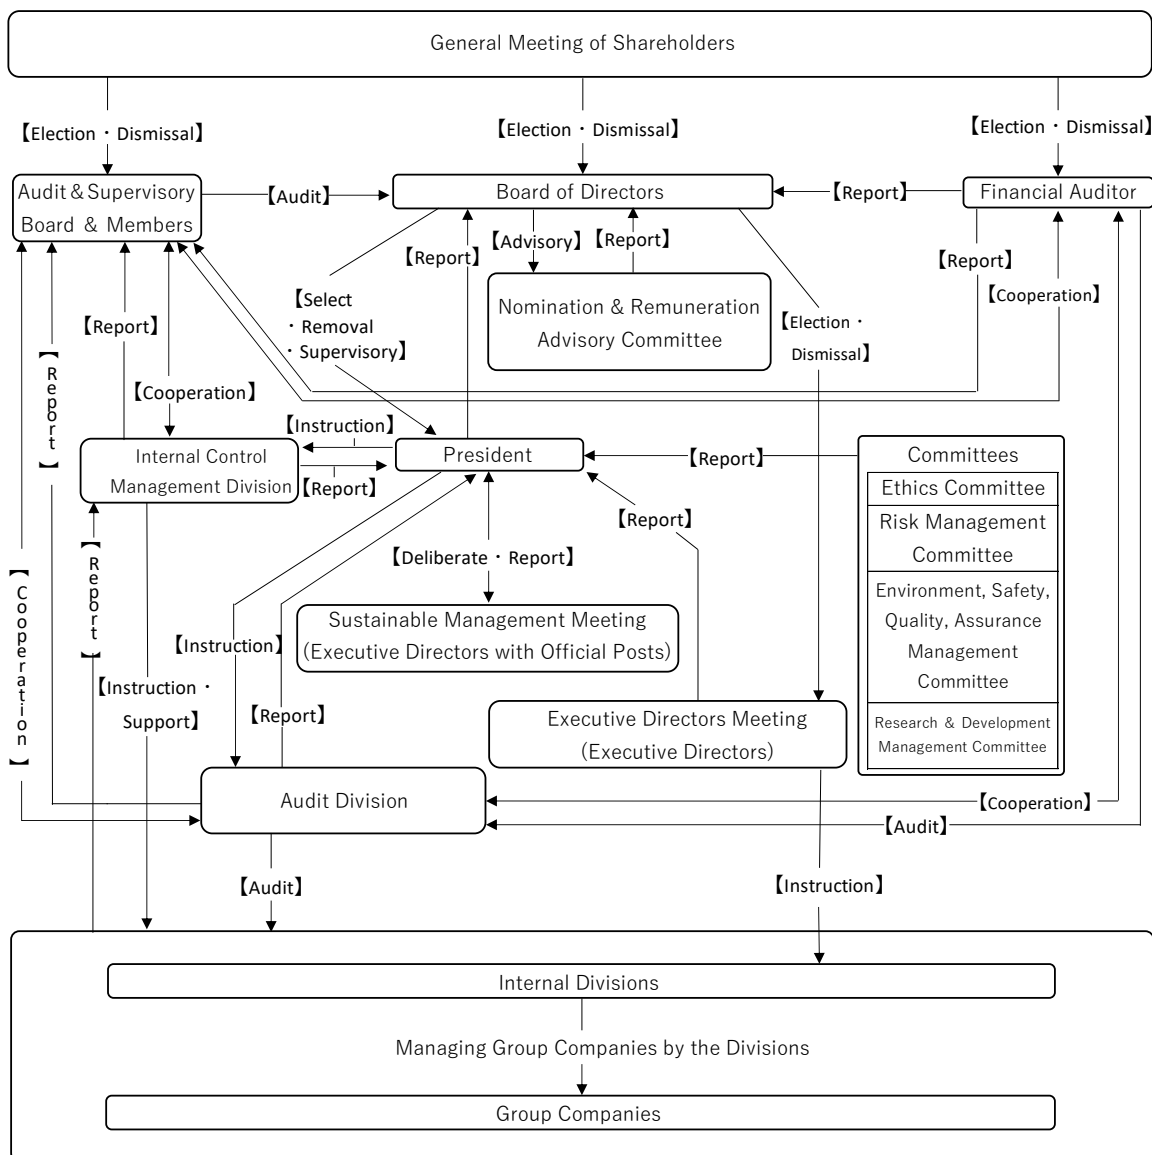 General Meeting of Shareholders
【Election・Dismissal】
【Election・Dismissal】
【Election・Dismissal】
Audit & Supervisory
Board & Members
【Audit】
Board of Directors
【Report】
Financial Auditor
【Report】
【Advisory】
【Report】
【Report】
【Cooperation】
【Select
・Removal
・Supervisory】
Nomination & Remuneration
Advisory Committee
【Election・
Dismissal】
【Report】
【Report】
【Cooperation】
【Instruction】
Internal Control
Management Division
【Report】
President
【Report】
Committees
Ethics Committee
Risk Management
Committee
Environment, Safety,
Quality, Assurance
Management
Committee
Research & Development
Management Committee
【Report】
【Deliberate・Report】
【Report】
【Cooperation】
Sustainable Management Meeting
(Executive Directors with Official Posts)
【Instruction】
【Instruction・
Support】
【Report】
Executive Directors Meeting
(Executive Directors)
Audit Division
【Cooperation】
【Audit】
【Audit】
【Instruction】
Internal Divisions
Managing Group Companies by the Divisions
Group Companies